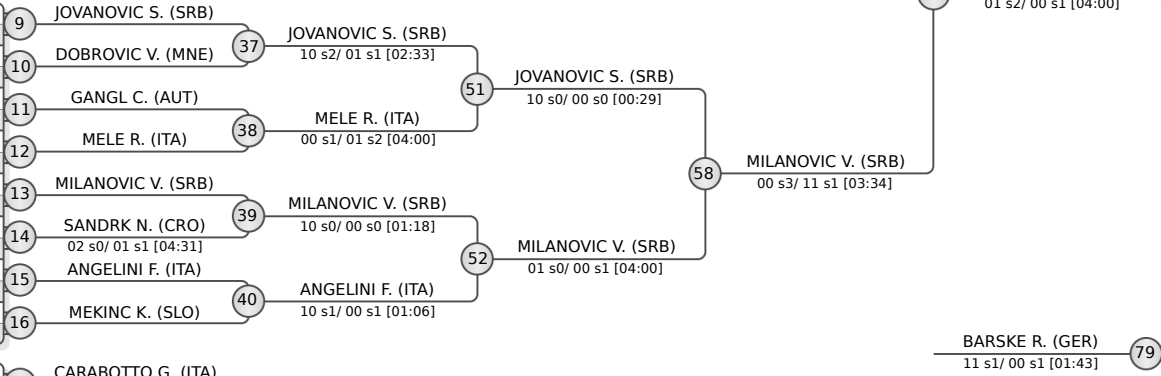 01 s2/ 00 s1 [04:00]
9
JOVANOVIC S. (SRB)
37
JOVANOVIC S. (SRB)
10 s2/ 01 s1 [02:33]
10
DOBROVIC V. (MNE)
51
JOVANOVIC S. (SRB)
10 s0/ 00 s0 [00:29]
11
GANGL C. (AUT)
38
MELE R. (ITA)
00 s1/ 01 s2 [04:00]
12
MELE R. (ITA)
58
MILANOVIC V. (SRB)
00 s3/ 11 s1 [03:34]
13
MILANOVIC V. (SRB)
39
MILANOVIC V. (SRB)
10 s0/ 00 s0 [01:18]
14
SANDRK N. (CRO)
02 s0/ 01 s1 [04:31]
52
MILANOVIC V. (SRB)
01 s0/ 00 s1 [04:00]
15
ANGELINI F. (ITA)
40
ANGELINI F. (ITA)
10 s1/ 00 s1 [01:06]
16
MEKINC K. (SLO)
BARSKE R. (GER)
11 s1/ 00 s1 [01:43]
79
CARABOTTO G. (ITA)